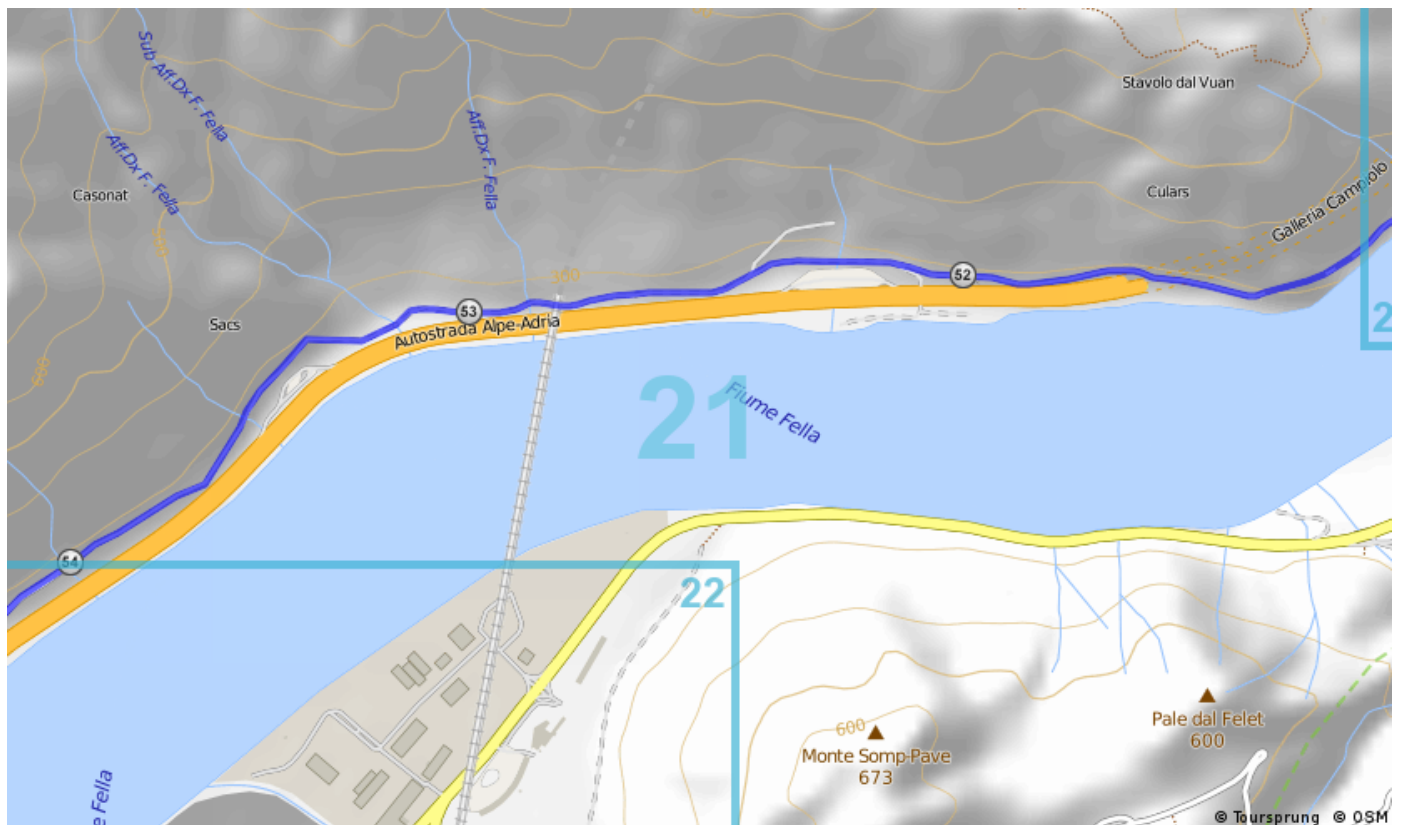 Sub Aff.Dx F. Fella
Stavolo dal Vuan
Aff.Dx F. Fella
Aff.Dx F. Fella
Casonat
Culars
Galleria Campiolo
300
52
53
Autostrada Alpe-Adria
Sacs
2
600
21
Fiume Fella
54
22
Pale dal Felet
600
600
Monte Somp-Pave
673
e Fella
© Toursprung © OSM